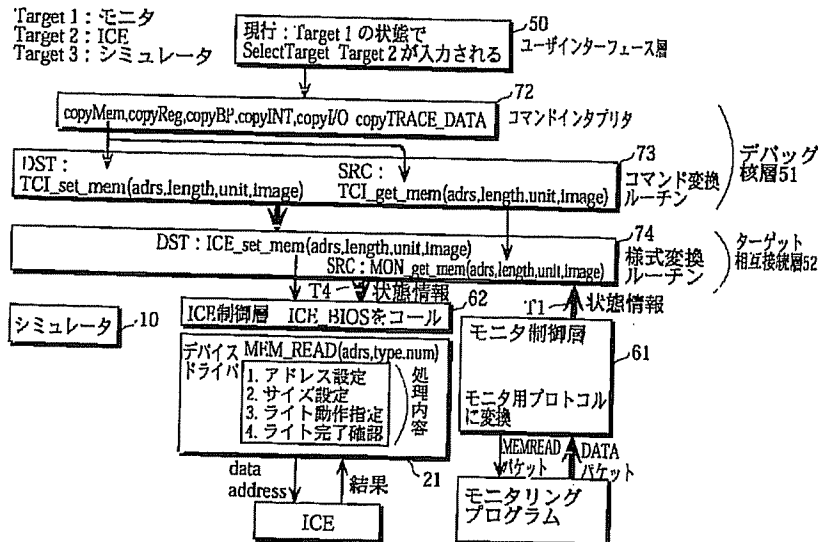 Target 1：モニタ
Target 2：ICE
Target 3：シミュレータ
現行：Target 1の状態で
SelectTarget Target 2が入力される
50
ユーザインターフェース層
72
copyMem,copyReg,copyBP,copyINT,copyI/O copyTRACE_DATA
コマンドインタプリタ
DST：
TCI_set_mem(adrs,length,unit,image)
SRC：
TCI_get_mem(adrs,length,unit,image)
73
コマンド変換
ルーチン
デバッグ
核層51
DST：ICE_set_mem(adrs,length,unit,image)
SRC：MON_get_mem(adrs,length,unit,image)
74
様式変換
ルーチン
ターゲット
相互接続層52
T4
状態情報
62
T1
状態情報
ICE制御層 ICE_BIOSをコール
シミュレータ
10
デバイス
ドライバ
MEM_READ(adrs,type.num)
1. アドレス設定
2. サイズ設定
3. ライト動作指定
4. ライト完了確認
処理内容
21
モニタ制御層
モニタ用プロトコル
に変換
61
data
address
結果
ICE
MEMREAD
パケット
DATA
パケット
モニタリング
プログラム